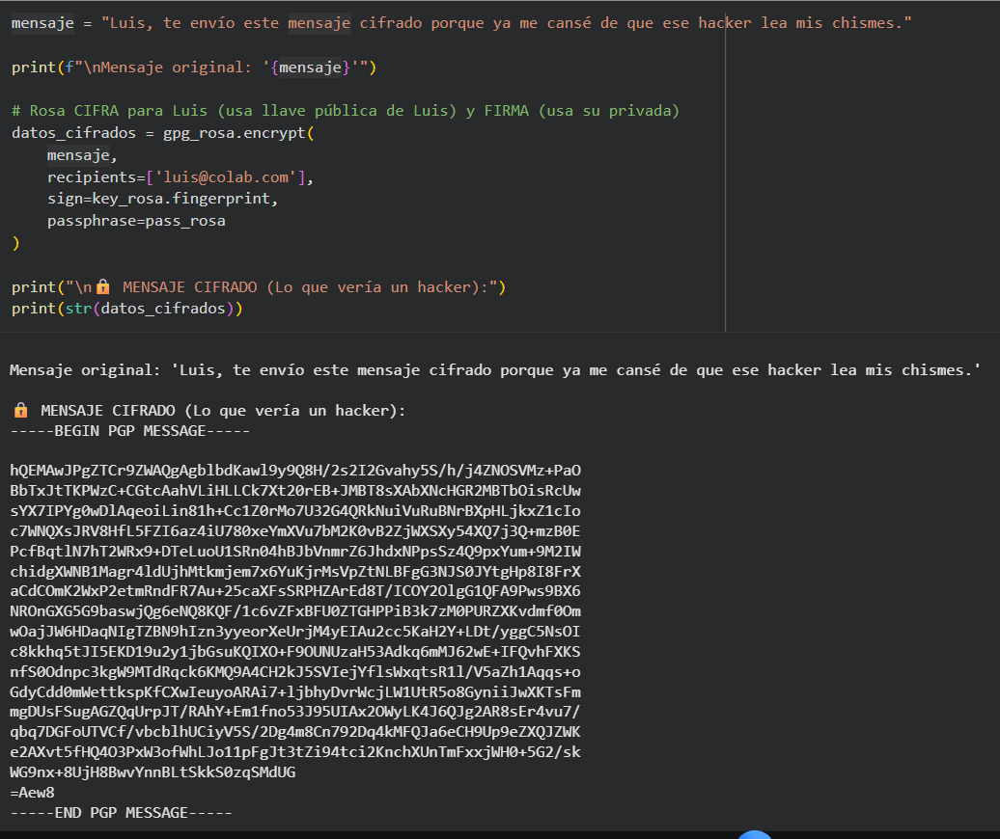 mensaje = "Luis, te envío este mensaje cifrado porque ya me cansé de que ese hacker lea mis chismes."
print(f"\nMensaje original: '{mensaje}'")
# Rosa CIFRA para Luis (usa llave pública de Luis) y FIRMA (usa su privada)
datos_cifrados = gpg_rosa.encrypt(
    mensaje,
    recipients=['luis@colab.com'],
    sign=key_rosa.fingerprint,
    passphrase=pass_rosa
)
print("\n🔒 MENSAJE CIFRADO (Lo que vería un hacker):")
print(str(datos_cifrados))
Mensaje original: 'Luis, te envío este mensaje cifrado porque ya me cansé de que ese hacker lea mis chismes.'
🔒 MENSAJE CIFRADO (Lo que vería un hacker):
-----BEGIN PGP MESSAGE-----
hQEMAwJPgZTCr9ZWAQgAgblbdKawl9y9Q8H/2s2I2Gvahy5S/h/j4ZNOSVMz+PaO
BbTxJtTKPWzC+CGtcAahVLiHLLCk7Xt20rEB+JMBT8sXAbXNcHGR2MBTbOisRcUw
sYX7IPYg0wDlAqeoiLin81h+Cc1Z0rMo7U32G4QRkNuiVuRuBNrBXpHLjkxZ1cIo
c7WNQXsJRV8HfL5FZI6az4iU780xeYmXVu7bM2K0vB2ZjWXSXy54XQ7j3Q+mzB0E
PcfBqtlN7hT2WRx9+DTeLuoU1SRn04hBJbVnmrZ6JhdxNPpsSz4Q9pxYum+9M2IW
chidgXWNB1Magr4ldUjhMtkmjem7x6YuKjrMsVpZtNLBFgG3NJS0JYtgHp8I8FrX
aCdCOmK2WxP2etmRndFR7Au+25caXFsSRPHZArEd8T/ICOY2OlgG1QFA9Pws9BX6
NROnGXG5G9baswjQg6eNQ8KQF/1c6vZFxBFU0ZTGHPPiB3k7zM0PURZXKvdmf0Om
wOajJW6HDaqNIgTZBN9hIzn3yyeorXeUrjM4yEIAu2cc5KaH2Y+LDt/yggC5NsOI
c8kkhq5tJI5EKD19u2y1jbGsuKQIXO+F9OUNUzaH53Adkq6mMJ62wE+IFQvhFXKS
nfS0Odnpc3kgW9MTdRqck6KMQ9A4CH2kJ5SVIejYflsWxqtsR1l/V5aZh1Aqqs+o
GdyCdd0mWettkspKfCXwIeuyoARAi7+ljbhyDvrWcjLW1UtR5o8GyniiJwXKTsFm
mgDUsFSugAGZQqUrpJT/RAhY+Em1fno53J95UIAx2OWyLK4J6QJg2AR8sEr4vu7/
qbq7DGFoUTVCf/vbcblhUCiyV5S/2Dg4m8Cn792Dq4kMFQJa6eCH9Up9eZXQJZWK
e2AXvt5fHQ4O3PxW3ofWhLJo11pFgJt3tZi94tci2KnchXUnTmFxxjWH0+5G2/sk
WG9nx+8UjH8BwvYnnBLtSkkS0zqSMdUG
=Aew8
-----END PGP MESSAGE-----